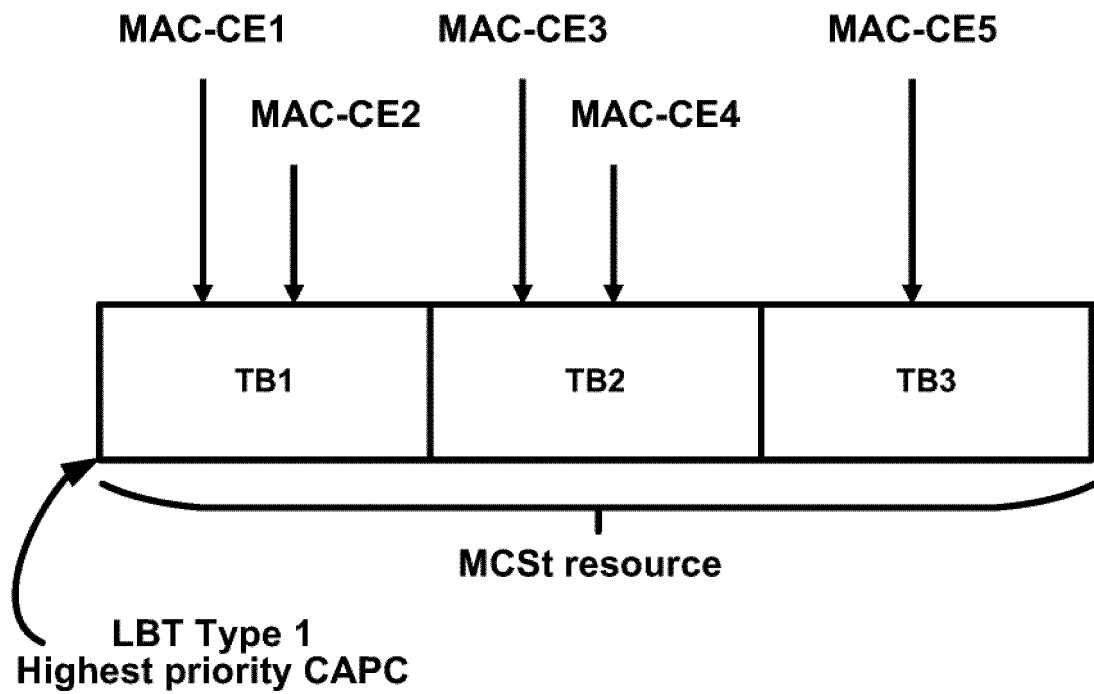 MAC-CE1
MAC-CE3
MAC-CE5
MAC-CE2
MAC-CE4
TB1
TB2
TB3
MCSt resource
LBT Type 1
Highest priority CAPC